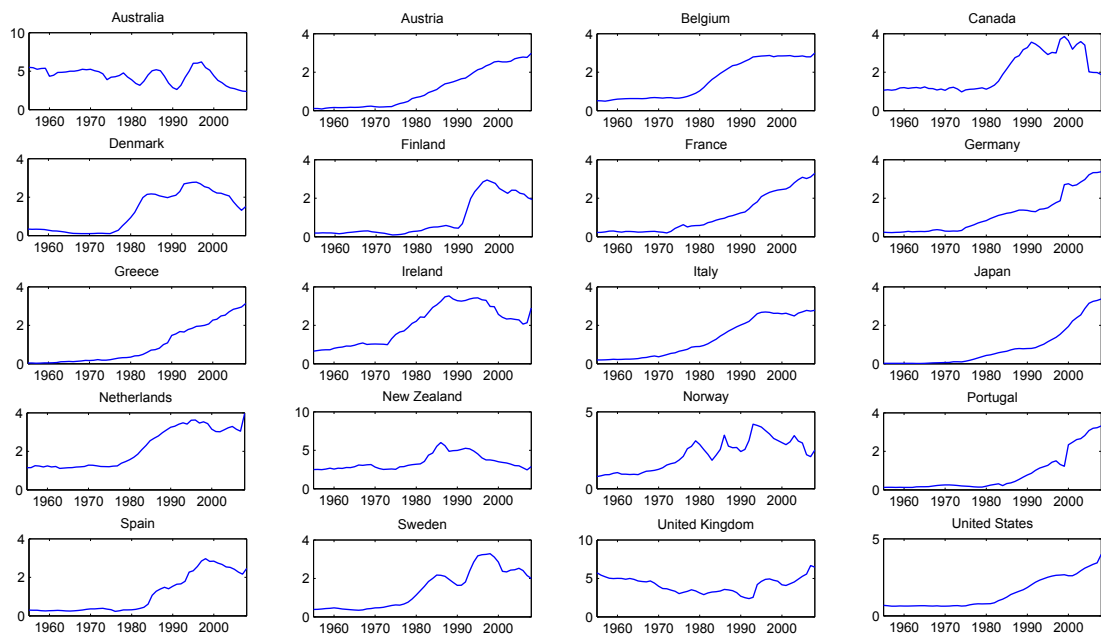 Australia Austria Belgium Canada
10 4 4 4
5 2 2 2
0 0 0 0
1960 1970 1980 1990 2000 1960 1970 1980 1990 2000 1960 1970 1980 1990 2000 1960 1970 1980 1990 2000
Denmark Finland France Germany
4 4 4 4
2 2 2 2
0 0 0 0
1960 1970 1980 1990 2000 1960 1970 1980 1990 2000 1960 1970 1980 1990 2000 1960 1970 1980 1990 2000
Greece Ireland Italy Japan
4 4 4 4
2 2 2 2
0 0 0 0
1960 1970 1980 1990 2000 1960 1970 1980 1990 2000 1960 1970 1980 1990 2000 1960 1970 1980 1990 2000
Netherlands New Zealand Norway Portugal
4 10 5 4
2 5 2
0 0 0 0
1960 1970 1980 1990 2000 1960 1970 1980 1990 2000 1960 1970 1980 1990 2000 1960 1970 1980 1990 2000
Spain Sweden United Kingdom United States
4 4 10 5
2 2 5
0 0 0 0
1960 1970 1980 1990 2000 1960 1970 1980 1990 2000 1960 1970 1980 1990 2000 1960 1970 1980 1990 2000